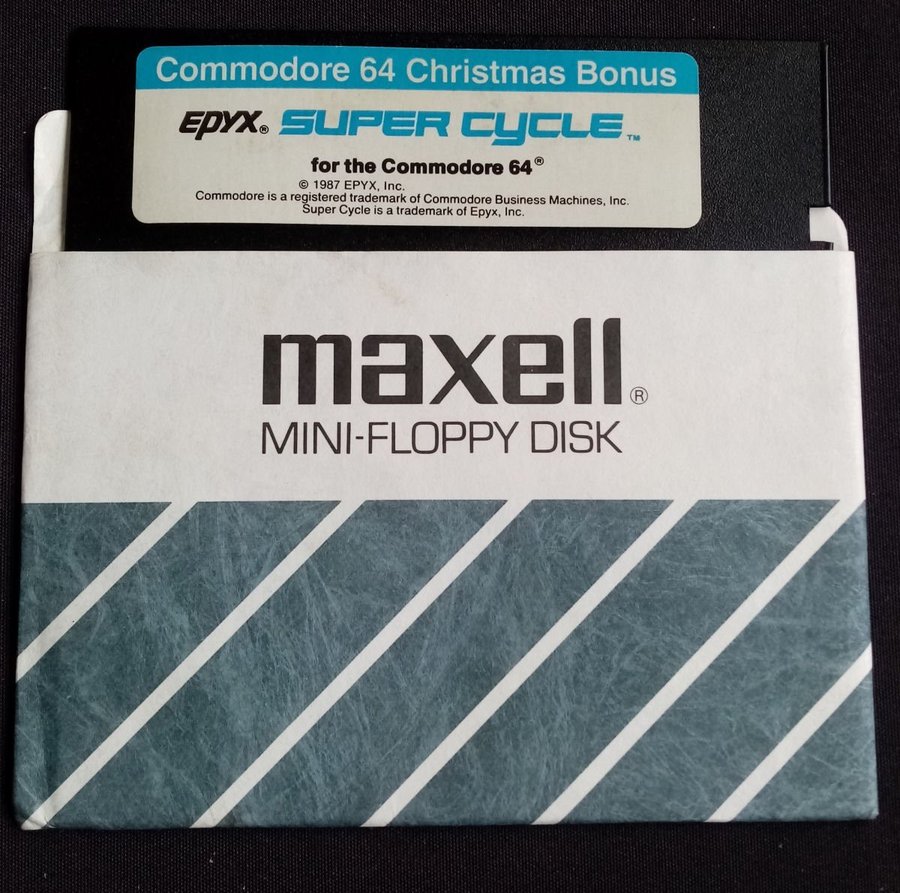 Commodore 64 Christmas Bonus
EPYX® SUPER CYCLE™
for the Commodore 64®
© 1987 EPYX, Inc.
Commodore is a registered trademark of Commodore Business Machines, Inc.
Super Cycle is a trademark of Epyx, Inc.
maxell®
MINI-FLOPPY DISK